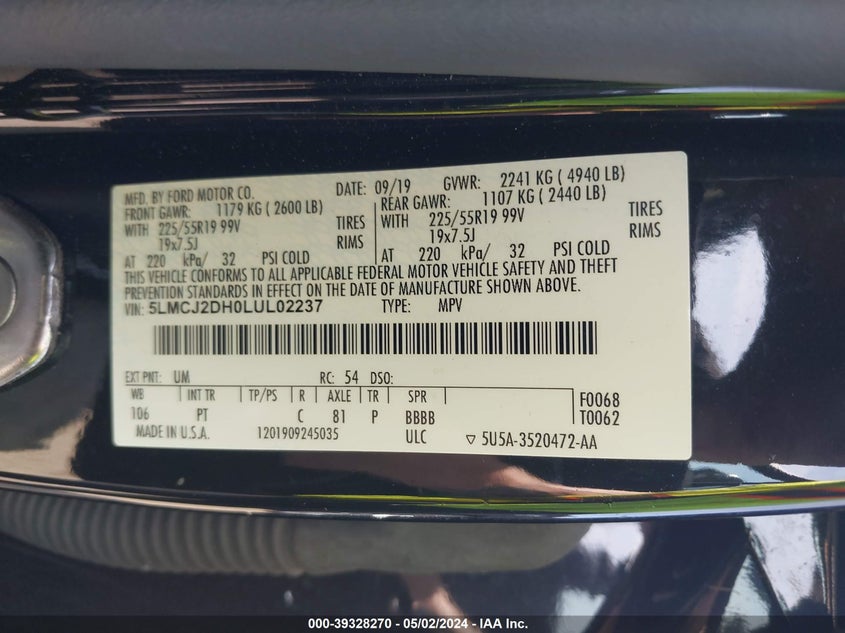 MFD. BY FORD MOTOR CO. DATE: 09/19 GVWR: 2241 KG ( 4940 LB)
FRONT GAWR: 1179 KG ( 2600 LB) REAR GAWR: 1107 KG ( 2440 LB)
WITH 225/55R19 99V TIRES WITH 225/55R19 99V TIRES
19x7.5J RIMS 19x7.5J RIMS
AT 220 kPa/ 32 PSI COLD AT 220 kPa/ 32 PSI COLD
THIS VEHICLE CONFORMS TO ALL APPLICABLE FEDERAL MOTOR VEHICLE SAFETY AND THEFT
PREVENTION STANDARDS IN EFFECT ON THE DATE OF MANUFACTURE SHOWN ABOVE.
VIN: 5LMCJ2DH0LUL02237 TYPE: MPV
EXT PNT: UM RC: 54 DSO:
WB INT TR TP/PS R AXLE TR SPR F0068
106 PT C 81 P BBBB T0062
MADE IN U.S.A. 1201909245035 ULC ▽ 5U5A-3520472-AA
000-39328270 - 05/02/2024 - IAA Inc.